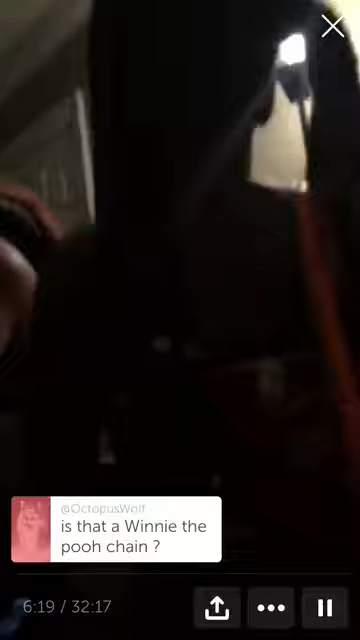 @OctopusWolf
is that a Winnie the
pooh chain ?
6:19 / 32:17